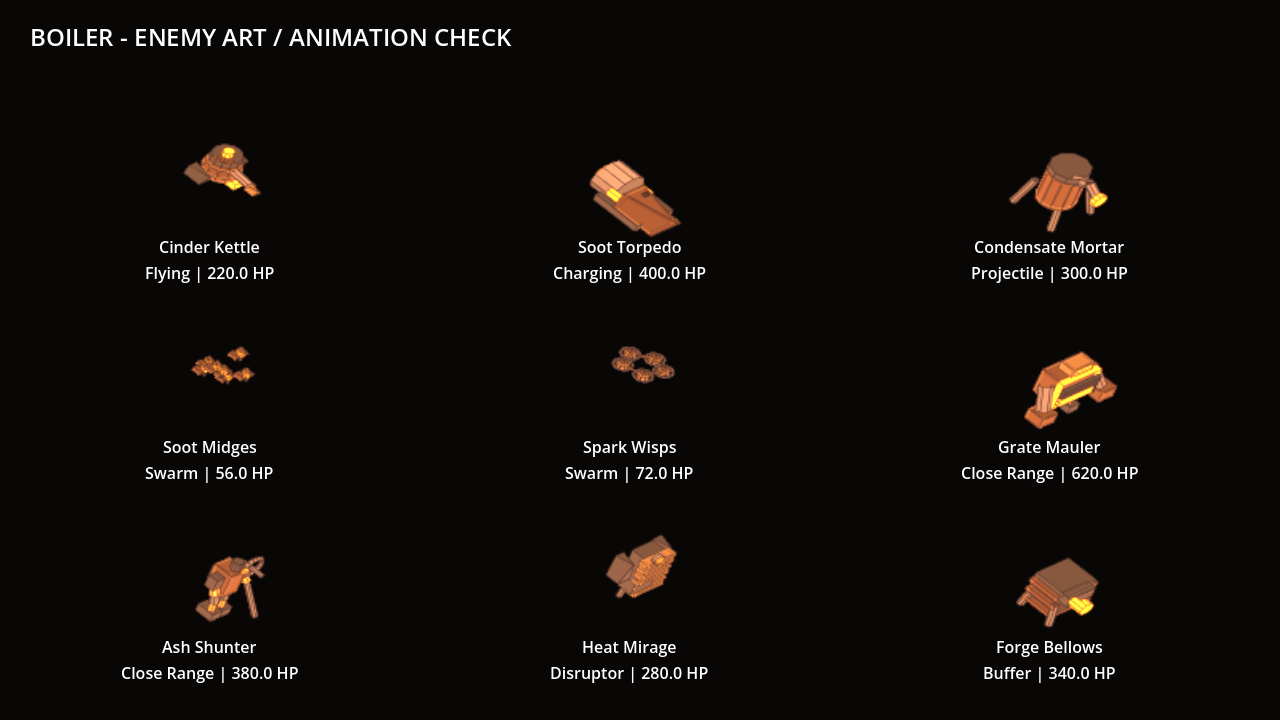 BOILER - ENEMY ART / ANIMATION CHECK
Cinder Kettle
Flying | 220.0 HP
Soot Torpedo
Charging | 400.0 HP
Condensate Mortar
Projectile | 300.0 HP
Soot Midges
Swarm | 56.0 HP
Spark Wisps
Swarm | 72.0 HP
Grate Mauler
Close Range | 620.0 HP
Ash Shunter
Close Range | 380.0 HP
Heat Mirage
Disruptor | 280.0 HP
Forge Bellows
Buffer | 340.0 HP